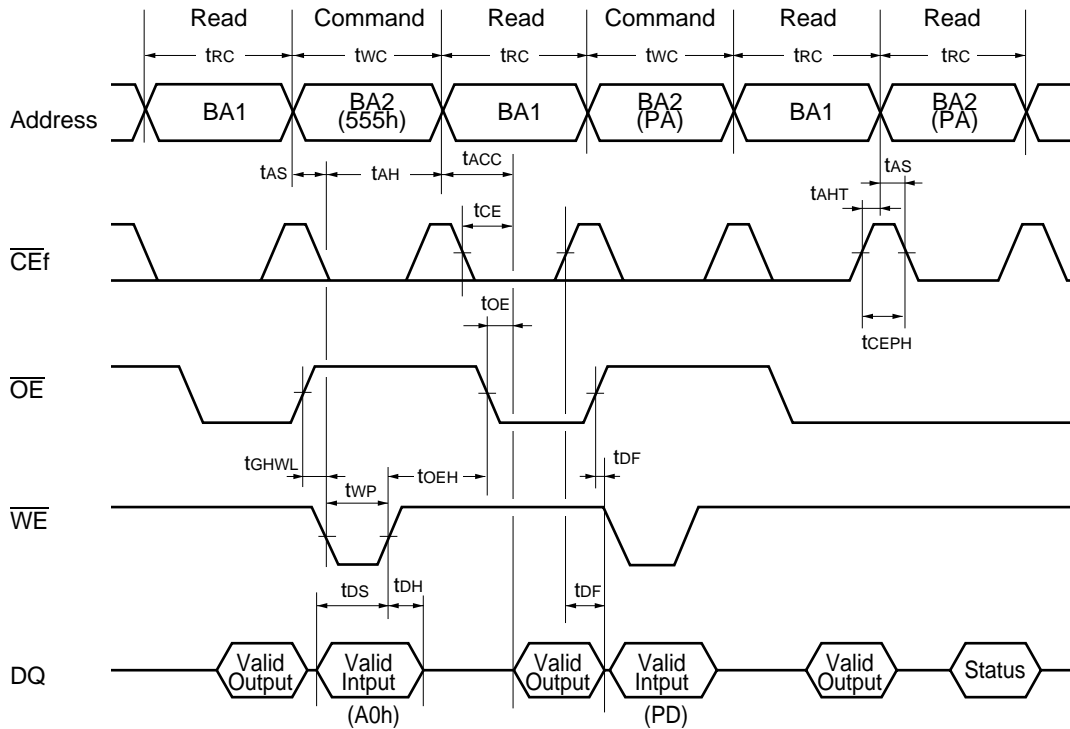 Read Command Read Command Read Read
tRC tWC tRC tWC tRC tRC
Address BA1 BA2 (555h) BA1 BA2 (PA) BA1 BA2 (PA)
tAS tAH tACC tAS
tAHT
tCE
CEf
tOE
tCEPH
OE
tGHWL tOEH tDF
tWP
WE
tDS tDH tDF
DQ Valid Output Valid Intput Valid Output Valid Intput Valid Output Status
(A0h) (PD)